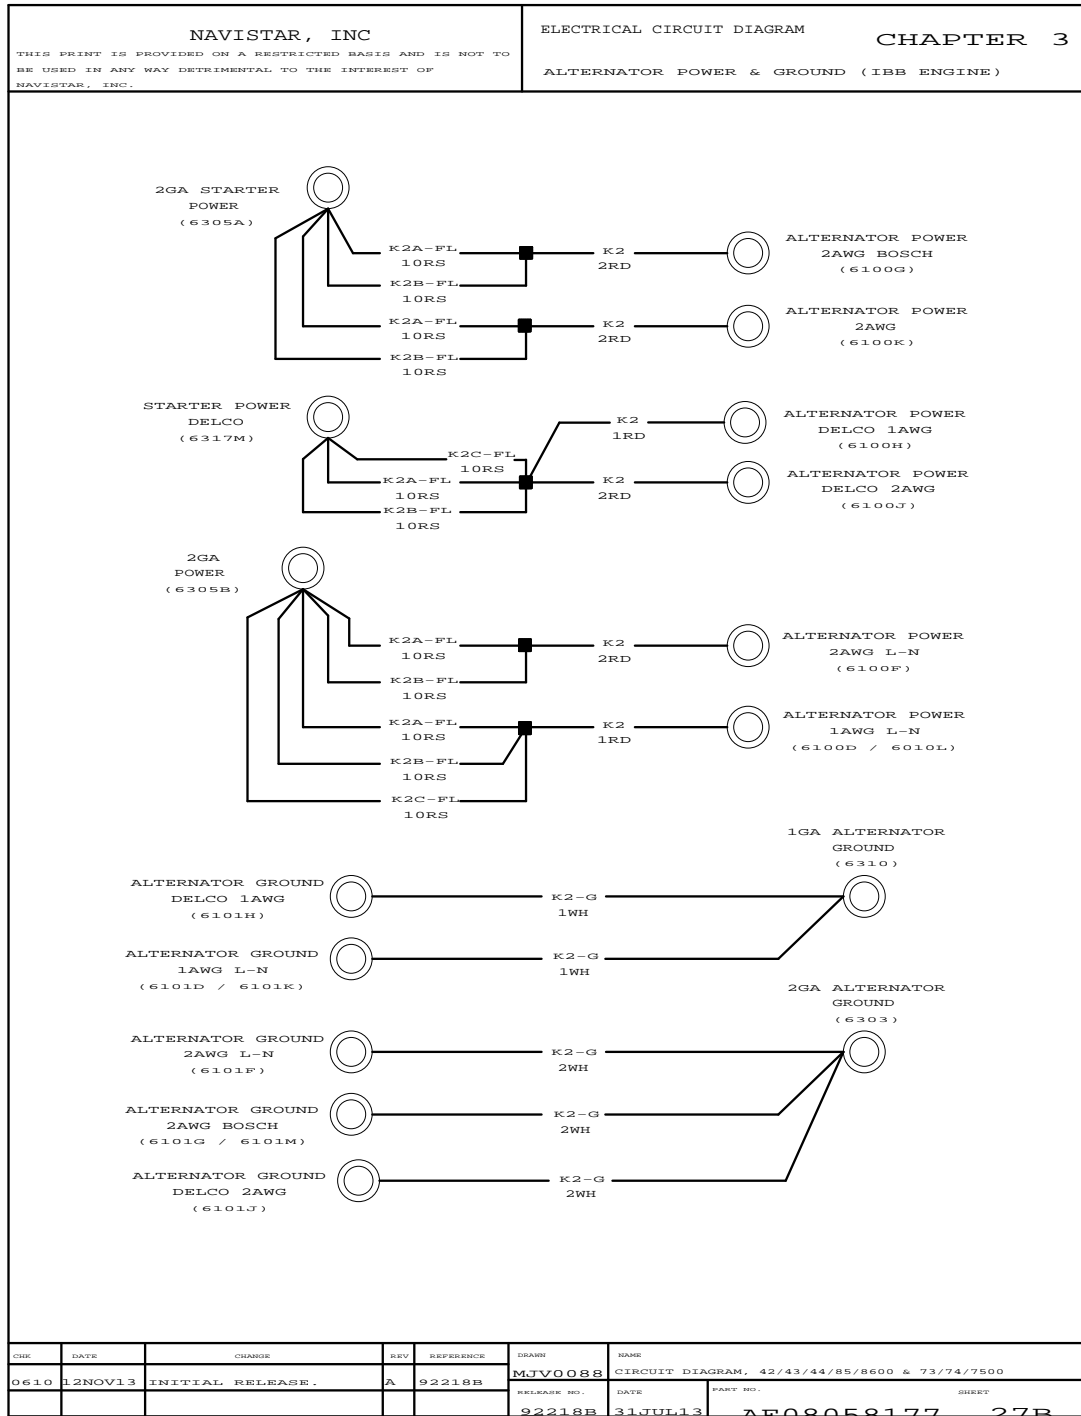 NAVISTAR, INC
THIS PRINT IS PROVIDED ON A RESTRICTED BASIS AND IS NOT TO
BE USED IN ANY WAY DETRIMENTAL TO THE INTEREST OF
NAVISTAR, INC.
ELECTRICAL CIRCUIT DIAGRAM
CHAPTER 3
ALTERNATOR POWER & GROUND (IBB ENGINE)
2GA STARTER
POWER
(6305A)
K2A-FL
10RS
K2B-FL
10RS
K2
2RD
ALTERNATOR POWER
2AWG BOSCH
(6100G)
K2A-FL
10RS
K2B-FL
10RS
K2
2RD
ALTERNATOR POWER
2AWG
(6100K)
STARTER POWER
DELCO
(6317M)
K2C-FL
10RS
K2A-FL
10RS
K2B-FL
10RS
K2
1RD
ALTERNATOR POWER
DELCO 1AWG
(6100H)
K2
2RD
ALTERNATOR POWER
DELCO 2AWG
(6100J)
2GA
POWER
(6305B)
K2A-FL
10RS
K2B-FL
10RS
K2
2RD
ALTERNATOR POWER
2AWG L-N
(6100F)
K2A-FL
10RS
K2B-FL
10RS
K2C-FL
10RS
K2
1RD
ALTERNATOR POWER
1AWG L-N
(6100D / 6010L)
1GA ALTERNATOR
GROUND
(6310)
ALTERNATOR GROUND
DELCO 1AWG
(6101H)
K2-G
1WH
ALTERNATOR GROUND
1AWG L-N
(6101D / 6101K)
K2-G
1WH
2GA ALTERNATOR
GROUND
(6303)
ALTERNATOR GROUND
2AWG L-N
(6101F)
K2-G
2WH
ALTERNATOR GROUND
2AWG BOSCH
(6101G / 6101M)
K2-G
2WH
ALTERNATOR GROUND
DELCO 2AWG
(6101J)
K2-G
2WH
CHK DATE CHANGE REV REFERENCE
0610 12NOV13 INITIAL RELEASE. A 92218B
DRAWN
MJV0088
NAME
CIRCUIT DIAGRAM, 42/43/44/85/8600 & 73/74/7500
RELEASE NO.
92218B
DATE
31JUL13
PART NO.
AF08058177
SHEET
27B